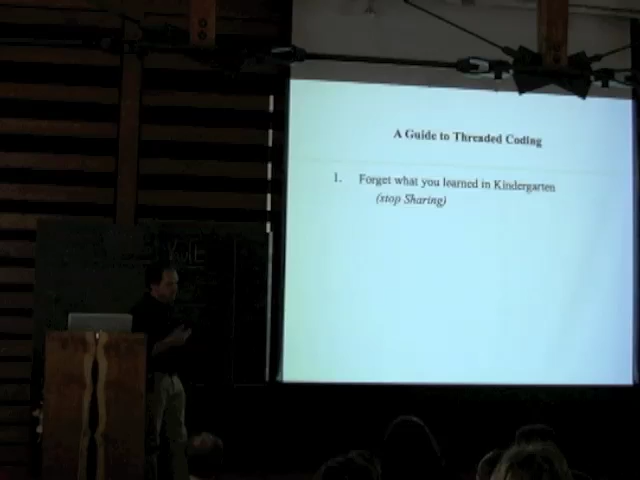 A Guide to Threaded Coding
1. Forget what you learned in Kindergarten
(stop Sharing)